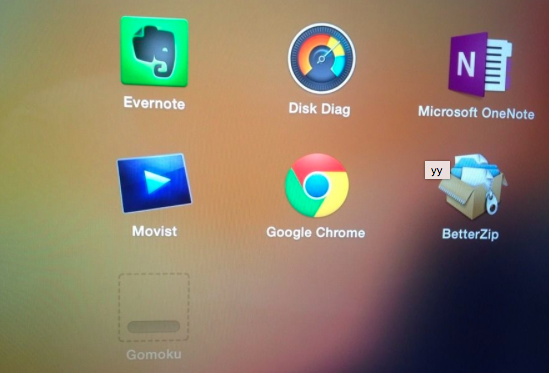 Evernote
Disk Diag
N
Microsoft OneNote
yy
Movist
Google Chrome
BetterZip
Gomoku